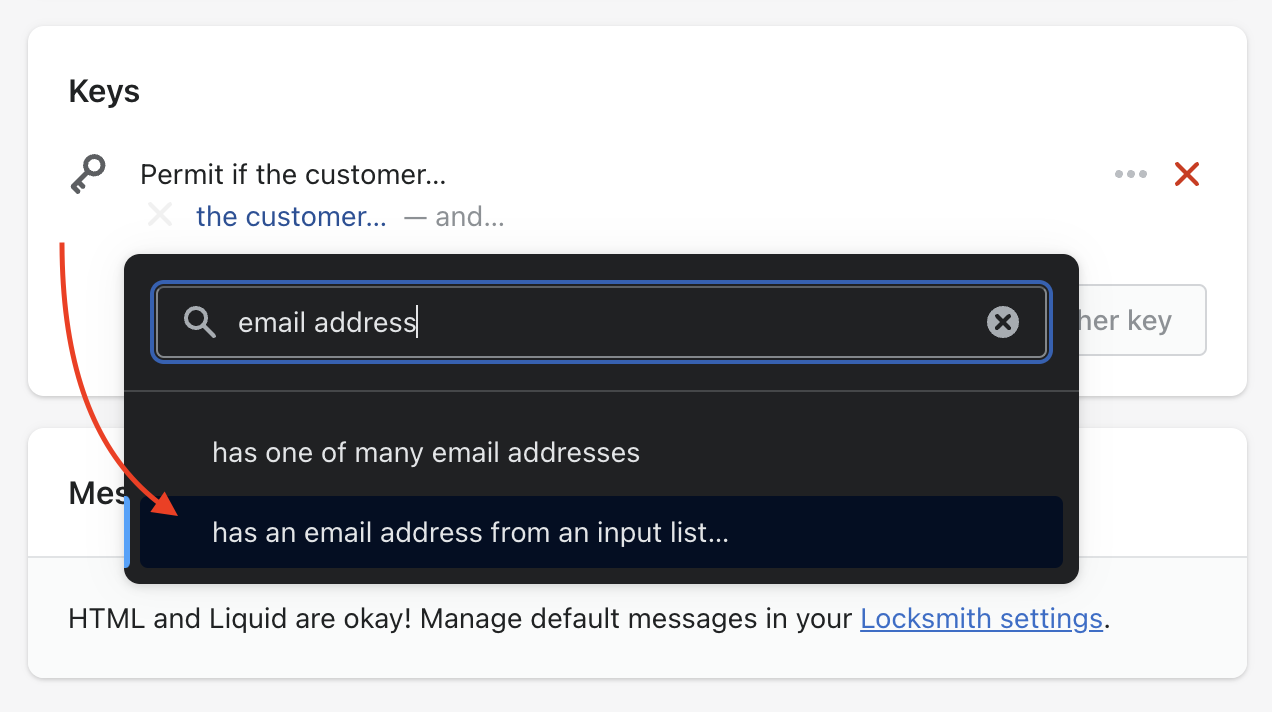 Keys
Permit if the customer...
the customer... — and...
email address
her key
has one of many email addresses
Mes
has an email address from an input list...
HTML and Liquid are okay! Manage default messages in your Locksmith settings.